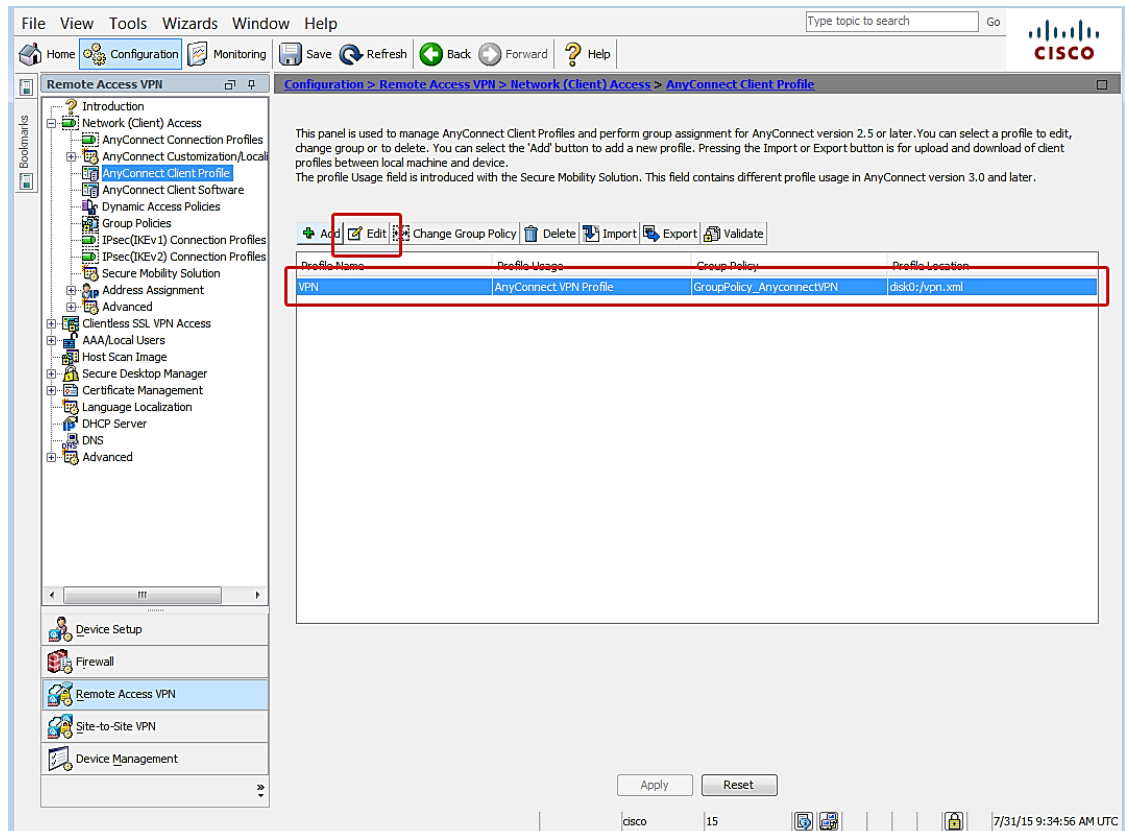 File View Tools Wizards Window Help
Type topic to search Go
CISCO
Home Configuration Monitoring Save Refresh Back Forward Help
Bookmarks
Remote Access VPN
Introduction
Network (Client) Access
AnyConnect Connection Profiles
AnyConnect Customization/Locali
AnyConnect Client Profile
AnyConnect Client Software
Dynamic Access Policies
Group Policies
IPsec(IKEv1) Connection Profiles
IPsec(IKEv2) Connection Profiles
Secure Mobility Solution
Address Assignment
Advanced
Clientless SSL VPN Access
AAA/Local Users
Host Scan Image
Secure Desktop Manager
Certificate Management
Language Localization
DHCP Server
DNS
Advanced
Device Setup
Firewall
Remote Access VPN
Site-to-Site VPN
Device Management
Configuration > Remote Access VPN > Network (Client) Access > AnyConnect Client Profile
This panel is used to manage AnyConnect Client Profiles and perform group assignment for AnyConnect version 2.5 or later.You can select a profile to edit,
change group or to delete. You can select the 'Add' button to add a new profile. Pressing the Import or Export button is for upload and download of client
profiles between local machine and device.
The profile Usage field is introduced with the Secure Mobility Solution. This field contains different profile usage in AnyConnect version 3.0 and later.
Add Edit Change Group Policy Delete Import Export Validate
Profile Name Profile Usage Group Policy Profile Location
VPN AnyConnect VPN Profile GroupPolicy_AnyconnectVPN disk0:/vpn.xml
Apply Reset
cisco 15 7/31/15 9:34:56 AM UTC